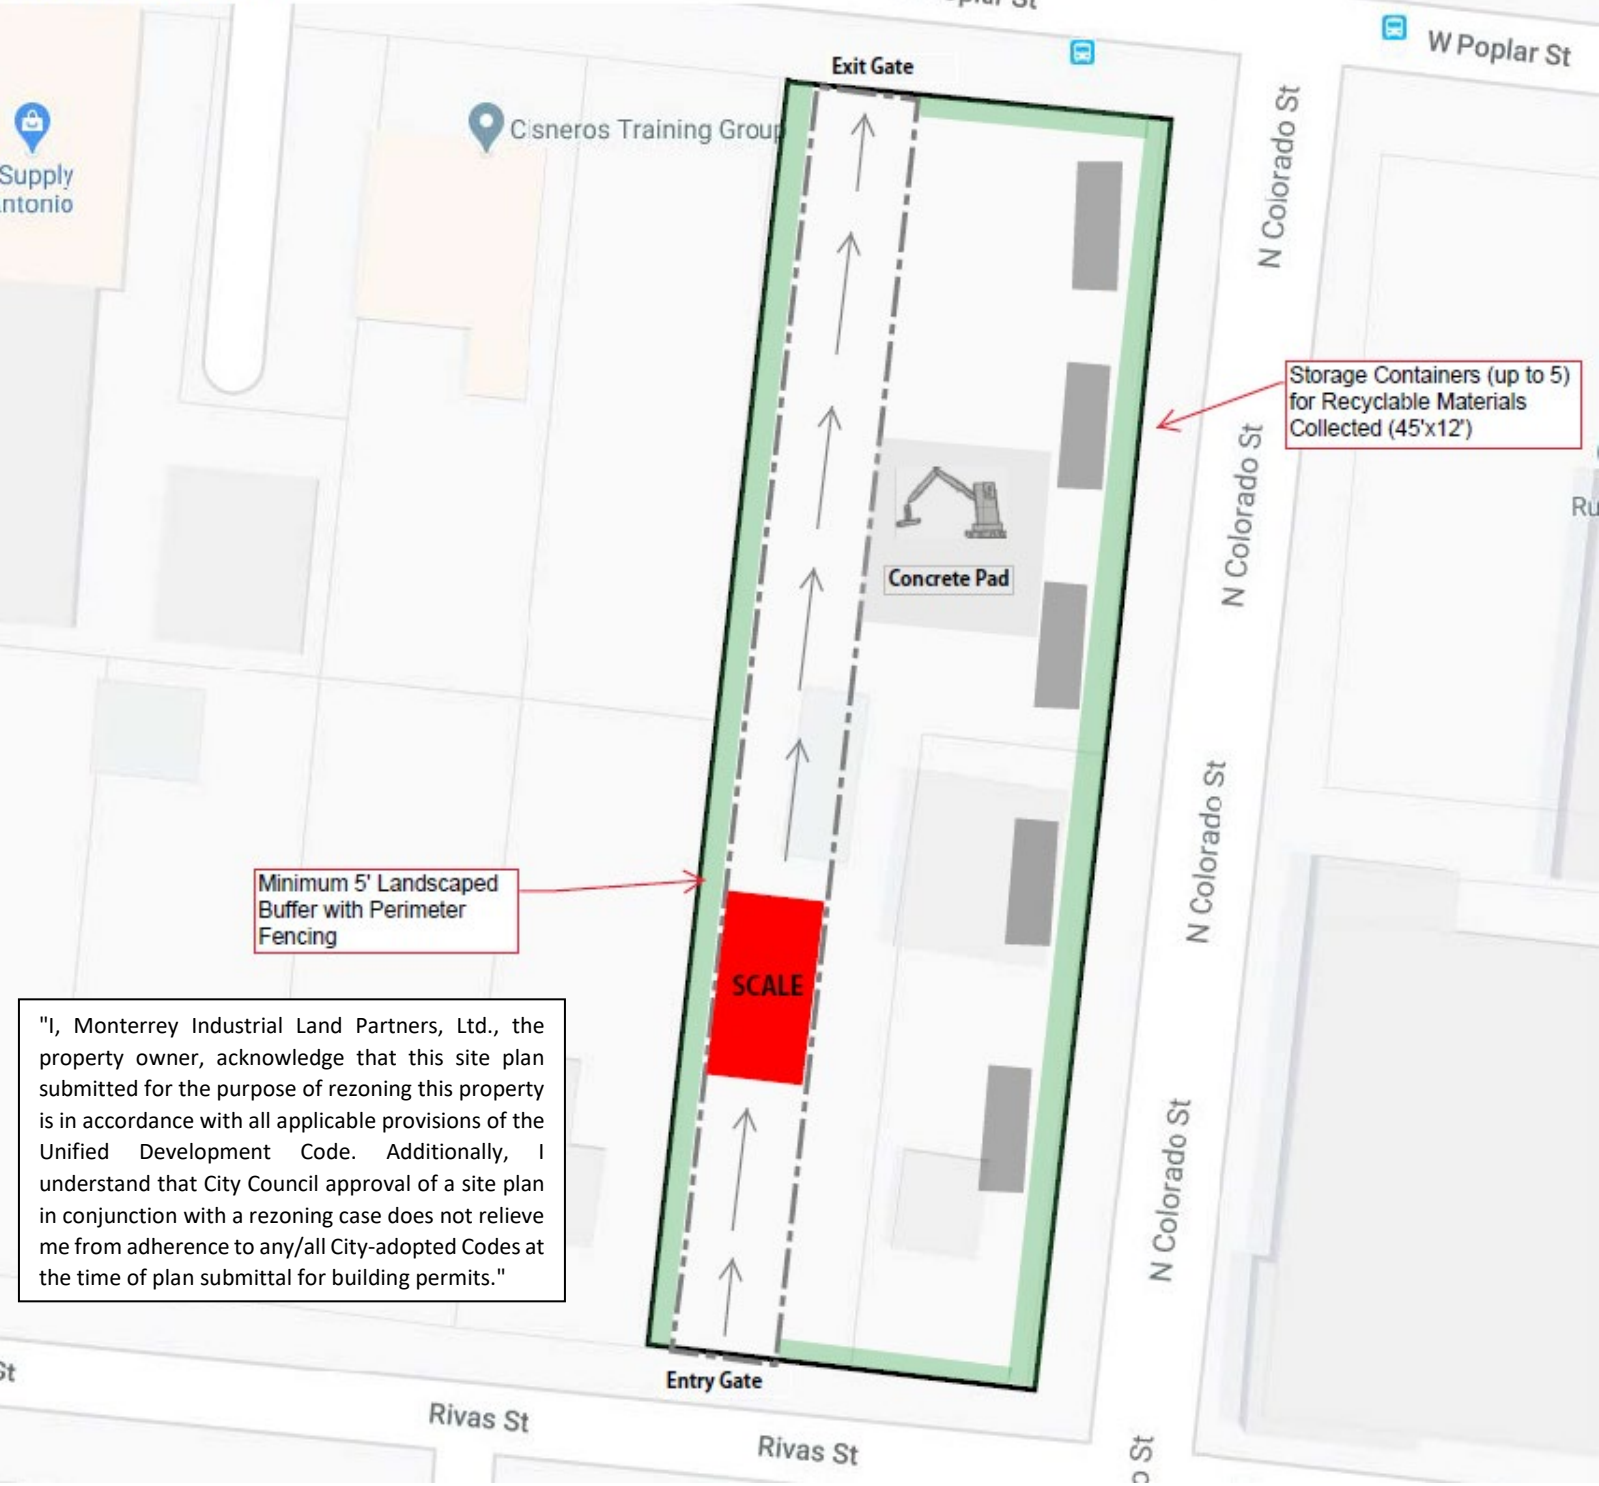 W Poplar St
Exit Gate
Cisneros Training Group
Supply
N Colorado St
Storage Containers (up to 5)
for Recyclable Materials
Collected (45'x12')
N Colorado St
Concrete Pad
N Colorado St
Minimum 5' Landscaped
Buffer with Perimeter
Fencing
SCALE
"I, Monterrey Industrial Land Partners, Ltd., the
property owner, acknowledge that this site plan
submitted for the purpose of rezoning this property
is in accordance with all applicable provisions of the
Unified Development Code. Additionally, I
understand that City Council approval of a site plan
in conjunction with a rezoning case does not relieve
me from adherence to any/all City-adopted Codes at
the time of plan submittal for building permits."
N Colorado St
Entry Gate
St
Rivas St
Rivas St
St